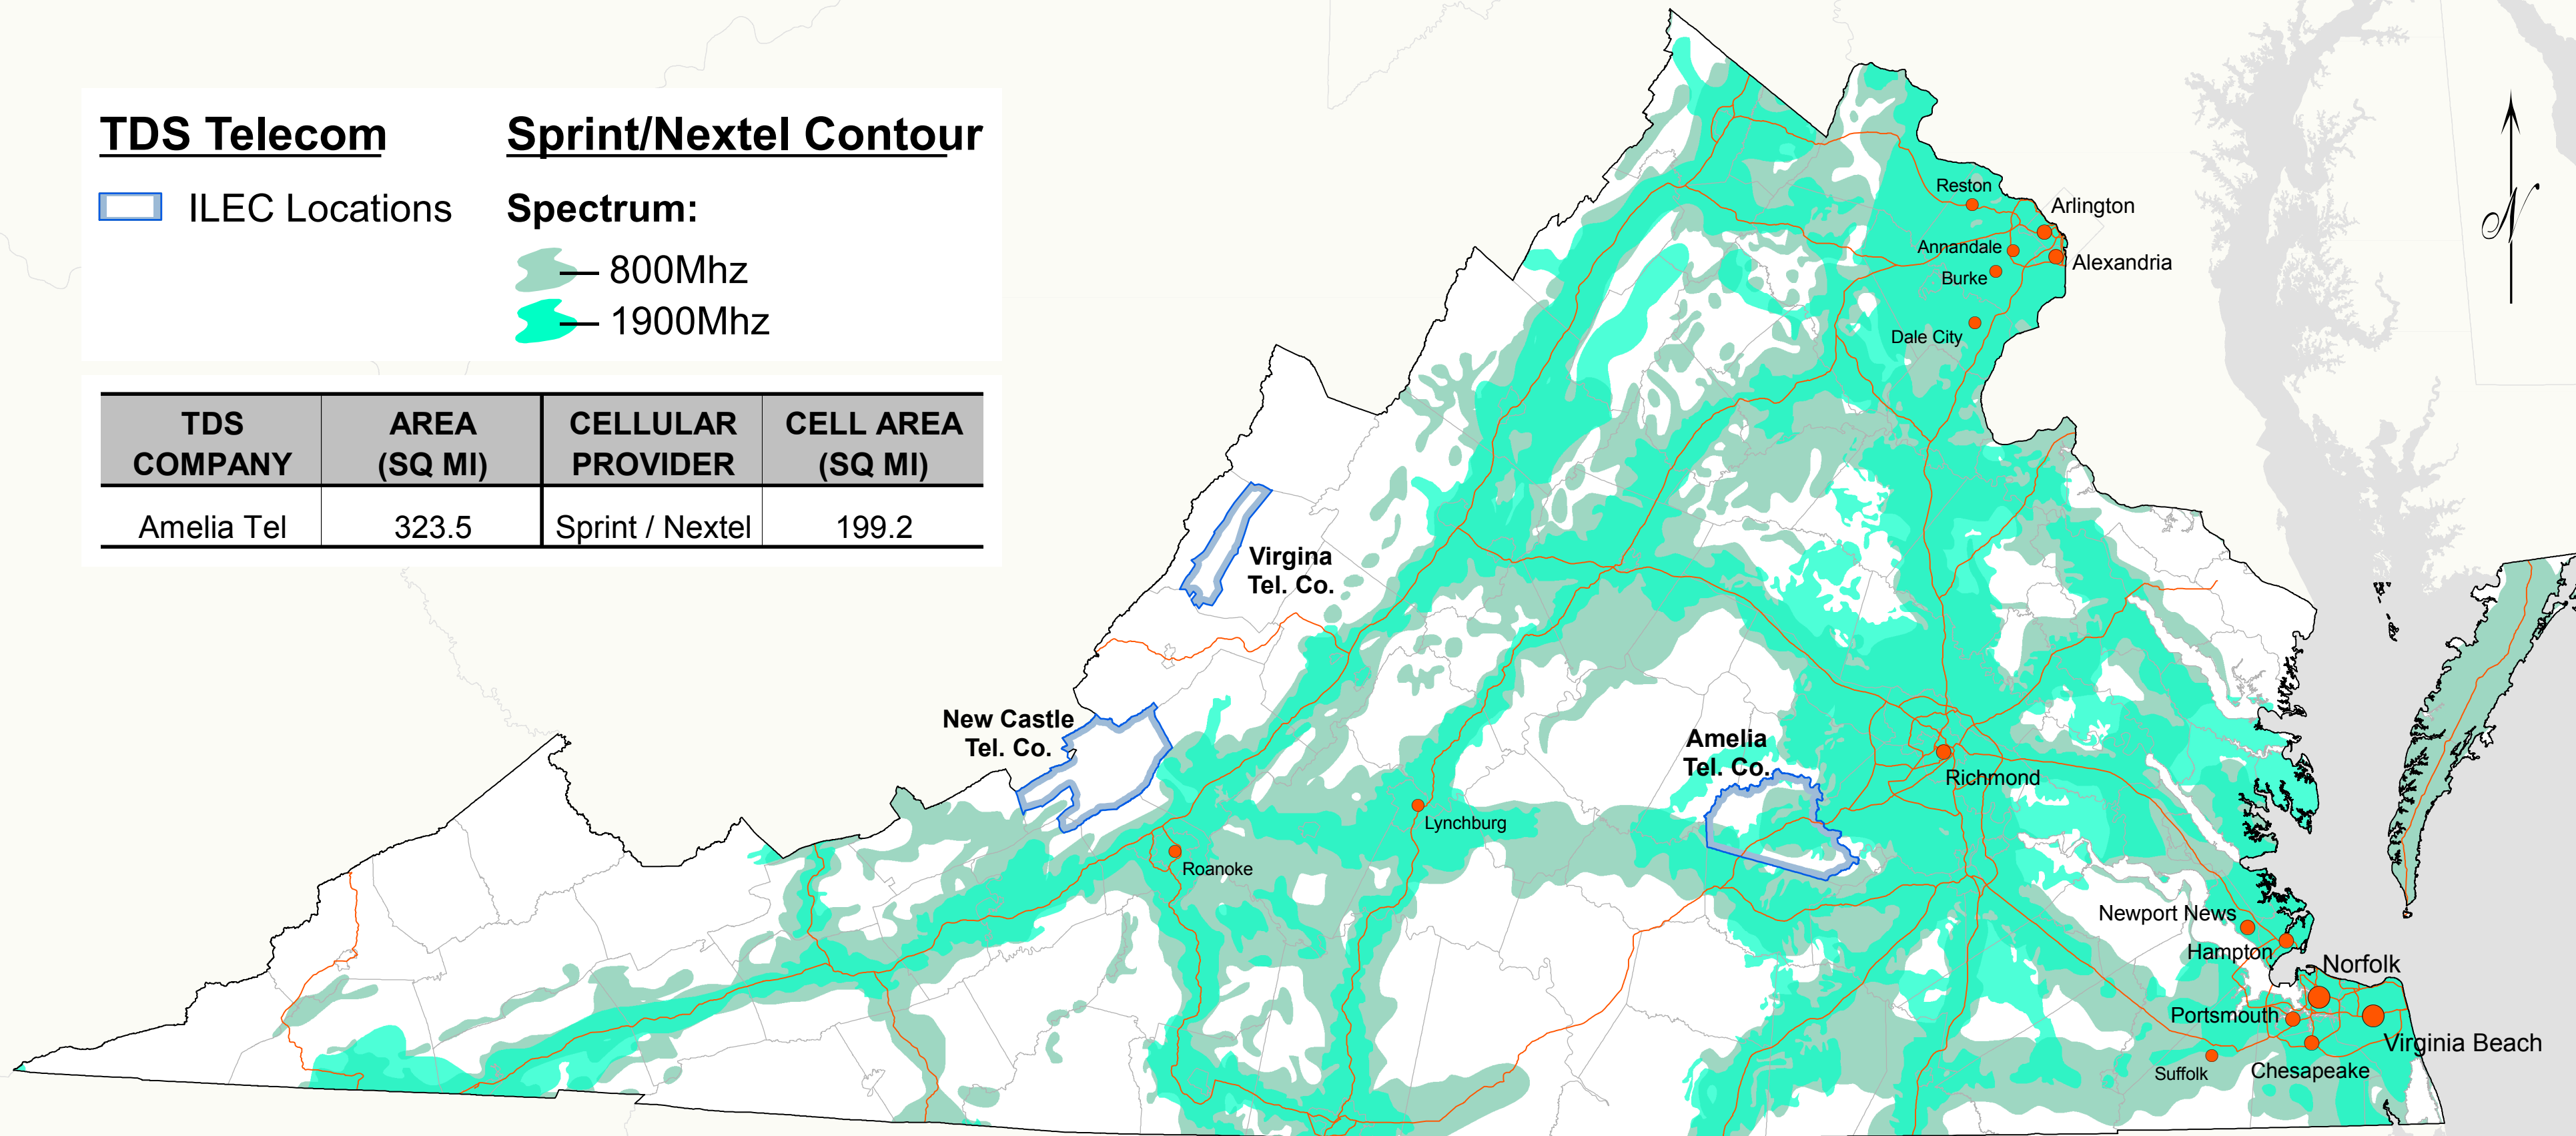 TDS Telecom
ILEC Locations
Sprint/Nextel Contour
Spectrum:
800Mhz
1900Mhz
TDS COMPANY | AREA (SQ MI) | CELLULAR PROVIDER | CELL AREA (SQ MI)
Amelia Tel | 323.5 | Sprint / Nextel | 199.2
N
Reston
Arlington
Annandale
Alexandria
Burke
Dale City
Virgina
Tel. Co.
New Castle
Tel. Co.
Amelia
Tel. Co.
Richmond
Lynchburg
Roanoke
Newport News
Hampton
Norfolk
Portsmouth
Virginia Beach
Suffolk
Chesapeake